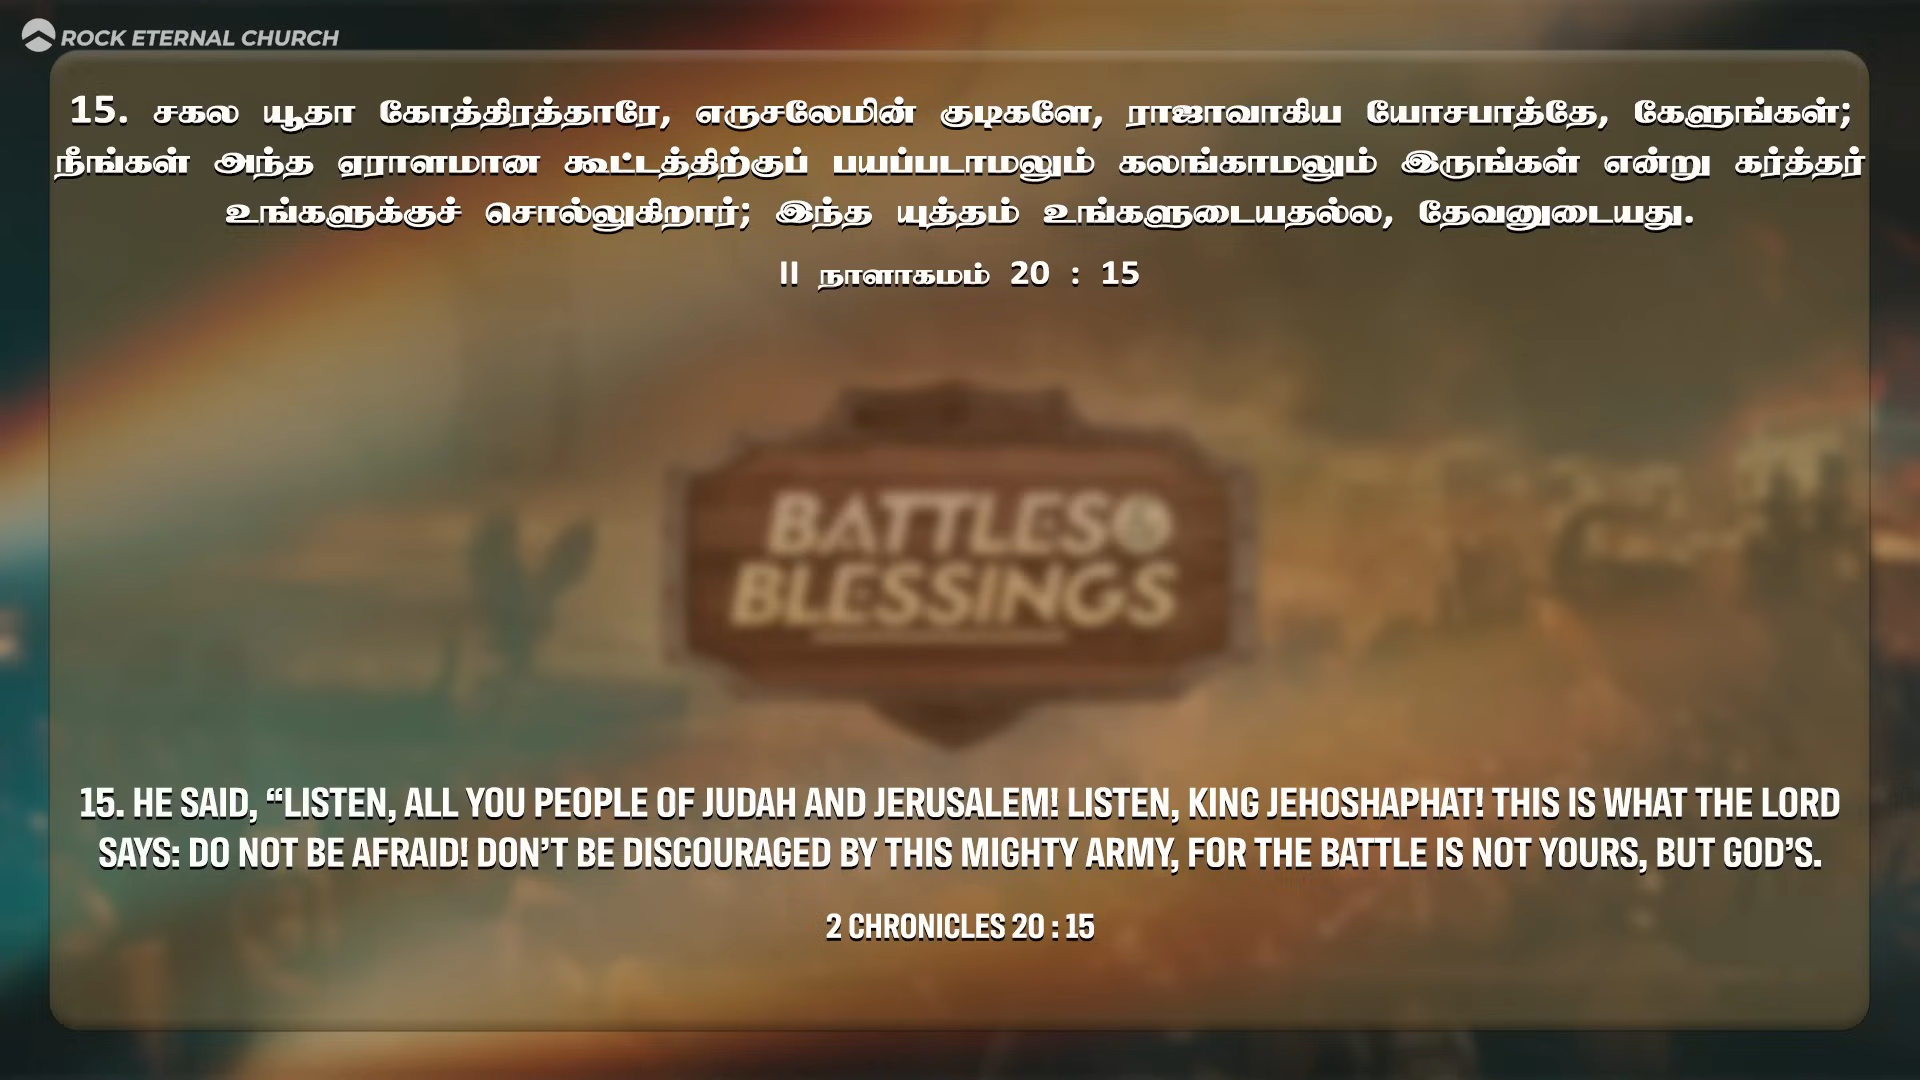 ROCK ETERNAL CHURCH
15. சகல யூதா கோத்திரத்தாரே, எருசலேமின் குடிகளே, ராஜாவாகிய யோசபாத்தே, கேளுங்கள்;
நீங்கள் அந்த ஏராளமான கூட்டத்திற்குப் பயப்படாமலும் கலங்காமலும் இருங்கள் என்று கர்த்தர்
உங்களுக்குச் சொல்லுகிறார்; இந்த யுத்தம் உங்களுடையதல்ல, தேவனுடையது.
II நாளாகமம் 20 : 15
BATTLES
BLESSINGS
15. HE SAID, “LISTEN, ALL YOU PEOPLE OF JUDAH AND JERUSALEM! LISTEN, KING JEHOSHAPHAT! THIS IS WHAT THE LORD
SAYS: DO NOT BE AFRAID! DON’T BE DISCOURAGED BY THIS MIGHTY ARMY, FOR THE BATTLE IS NOT YOURS, BUT GOD’S.
2 CHRONICLES 20 : 15